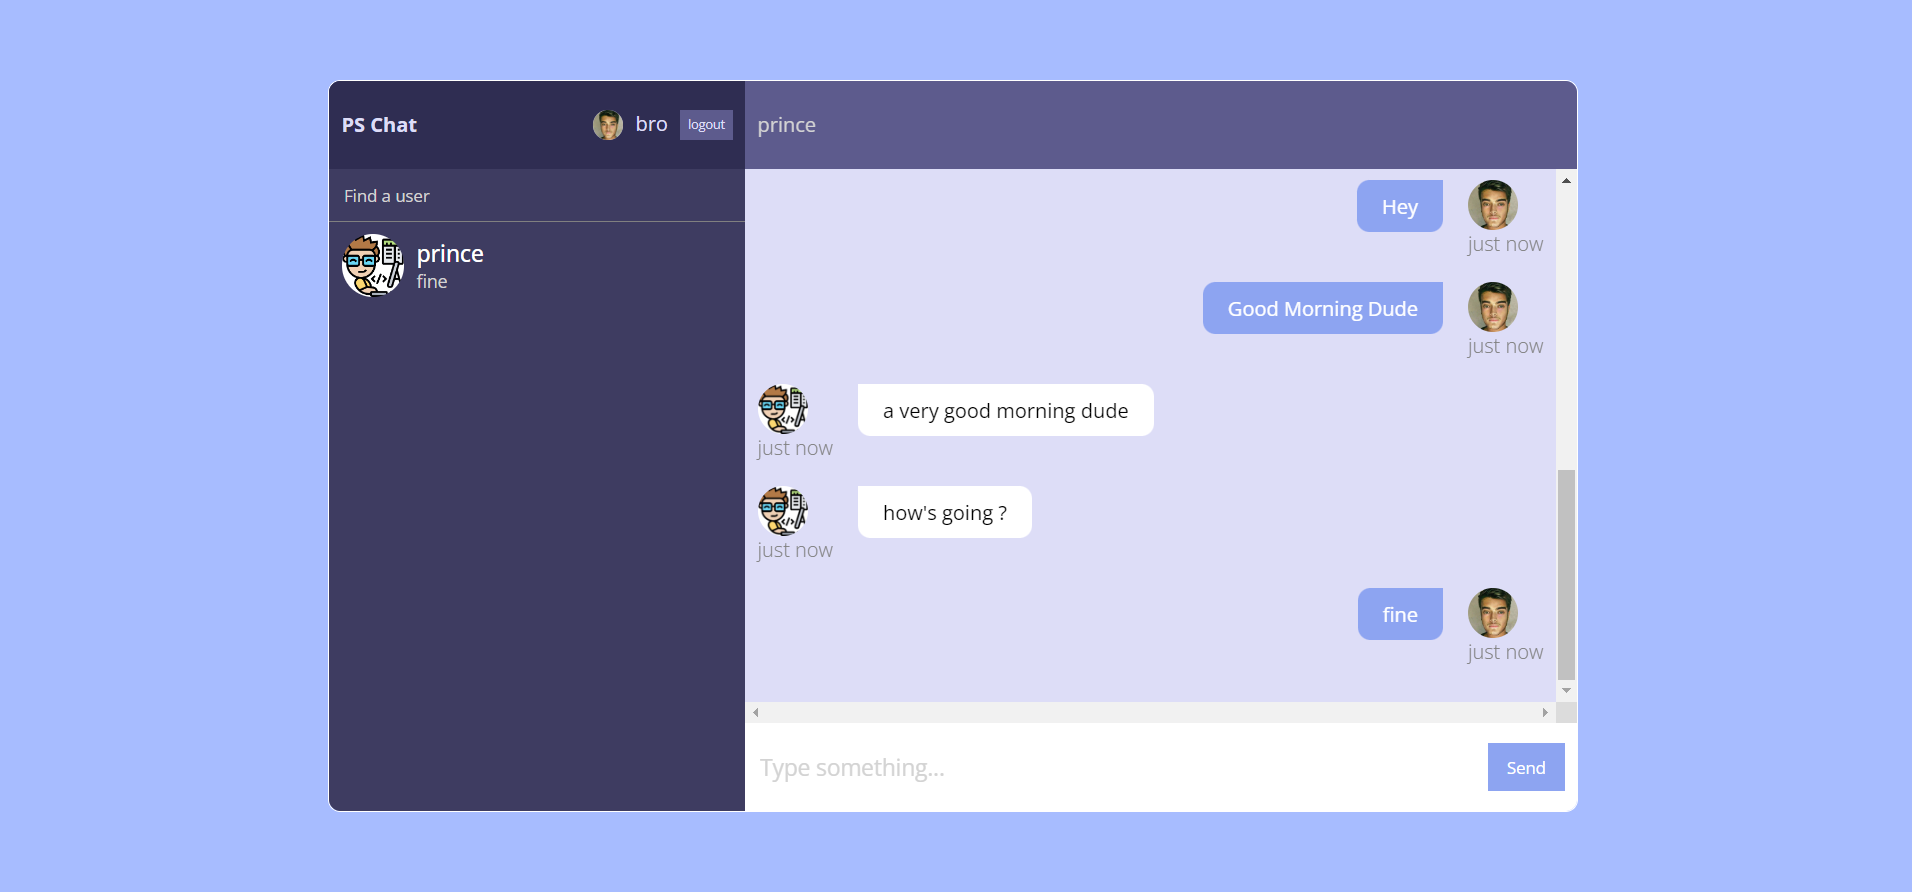 PS Chat
bro
logout
prince
Find a user
prince
fine
Hey
just now
Good Morning Dude
just now
a very good morning dude
just now
how's going ?
just now
fine
just now
Type something...
Send